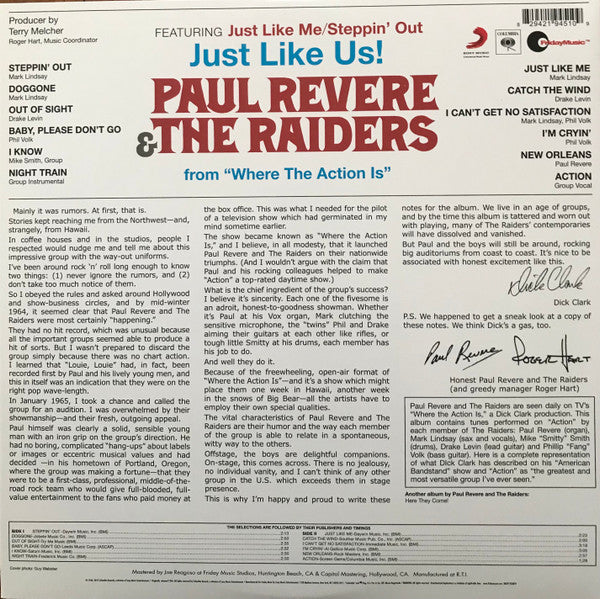 Producer by
Terry Melcher
Roger Hart, Music Coordinator
FEATURING Just Like Me/Steppin' Out
Just Like Us!
PAUL REVERE
& THE RAIDERS
from "Where The Action Is"
8 29421 94510 9
SONY MUSIC
COLUMBIA
FridayMusic™
STEPPIN' OUT
Mark Lindsay
DOGGONE
Mark Lindsay
OUT OF SIGHT
Drake Levin
BABY, PLEASE DON'T GO
Phil Volk
I KNOW
Mike Smith, Group
NIGHT TRAIN
Group Instrumental
JUST LIKE ME
Mark Lindsay
CATCH THE WIND
Drake Levin
I CAN'T GET NO SATISFACTION
Mark Lindsay, Phil Volk
I'M CRYIN'
Phil Volk
NEW ORLEANS
Paul Revere
ACTION
Group Vocal
Mainly it was rumors. At first, that is.
Stories kept reaching me from the Northwest—and,
strangely, from Hawaii.
In coffee houses and in the studios, people I
respected would nudge me and tell me about this
impressive group with the way-out uniforms.
I've been around rock 'n' roll long enough to know
two things: (1) never ignore the rumors, and (2)
don't take too much notice of them.
So I obeyed the rules and asked around Hollywood
and show-business circles, and by mid-winter
1964, it seemed clear that Paul Revere and The
Raiders were most certainly "happening."
They had no hit record, which was unusual because
all the important groups seemed able to produce a
hit of sorts. But I wasn't prepared to discard the
group simply because there was no chart action.
I learned that "Louie, Louie" had, in fact, been
recorded first by Paul and his lively young men, and
this in itself was an indication that they were on the
right pop wave-length.
In January 1965, I took a chance and called the
group for an audition. I was overwhelmed by their
showmanship—and their fresh, outgoing appeal.
Paul himself was clearly a solid, sensible young
man with an iron grip on the group's direction. He
had no boring, complicated "hang-ups" about labels
or images or eccentric musical values and had
decided —in his hometown of Portland, Oregon,
where the group was making a fortune—that they
were to be a first-class, professional, middle-of-the-
road rock team who would give full-blooded, full-
value entertainment to the fans who paid money at
the box office. This was what I needed for the pilot
of a television show which had germinated in my
mind sometime earlier.
The show became known as "Where the Action
Is," and I believe, in all modesty, that it launched
Paul Revere and The Raiders on their nationwide
triumphs. (And I wouldn't argue with the claim that
Paul and his rocking colleagues helped to make
"Action" a top-rated daytime show.)
What is the chief ingredient of the group's success?
I believe it's sincerity. Each one of the fivesome is
an adroit, honest-to-goodness showman. Whether
it's Paul at his Vox organ, Mark clutching the
sensitive microphone, the "twins" Phil and Drake
aiming their guitars at each other like rifles, or
tough little Smitty at his drums, each member has
his job to do.
And well they do it.
Because of the freewheeling, open-air format of
"Where the Action Is"—and it's a show which might
place them one week in Hawaii, another week
in the snows of Big Bear—all the artists have to
employ their own special qualities.
The vital characteristics of Paul Revere and The
Raiders are their humor and the way each member
of the group is able to relate in a spontaneous,
witty way to the others.
Offstage, the boys are delightful companions.
On-stage, this comes across. There is no jealousy,
no individual vanity, and I can't think of any other
group in the U.S. which exceeds them in stage
presence.
This is why I'm happy and proud to write these
notes for the album. We live in an age of groups,
and by the time this album is tattered and worn out
with playing, many of The Raiders' contemporaries
will have dissolved and vanished.
But Paul and the boys will still be around, rocking
big auditoriums from coast to coast. It's nice to be
associated with honest excitement like this.
Dick Clark
Dick Clark
P.S. We happened to get a sneak look at a copy of
these notes. We think Dick's a gas, too.
Paul Revere Roger Hart
Honest Paul Revere and The Raiders
(and greedy manager Roger Hart)
Paul Revere and The Raiders are seen daily on TV's
"Where the Action Is," a Dick Clark production. This
album contains tunes performed on "Action" by
each member of The Raiders: Paul Revere (organ),
Mark Lindsay (sax and vocals), Mike "Smitty" Smith
(drums), Drake Levin (lead guitar) and Phillip "Fang"
Volk (bass guitar). Here is a complete representation
of what Dick Clark has described on his "American
Bandstand" show and "Action" as "the greatest and
most versatile group I've ever seen."
Another album by Paul Revere and The Raiders:
Here They Come!
THE SELECTIONS ARE FOLLOWED BY THEIR PUBLISHERS AND TIMINGS
SIDE I
SIDE II
Cover photo: Guy Webster
Mastered by Joe Reagoso at Friday Music Studios, Huntington Beach, CA & Capitol Mastering, Hollywood, CA. Manufactured at R.T.I.